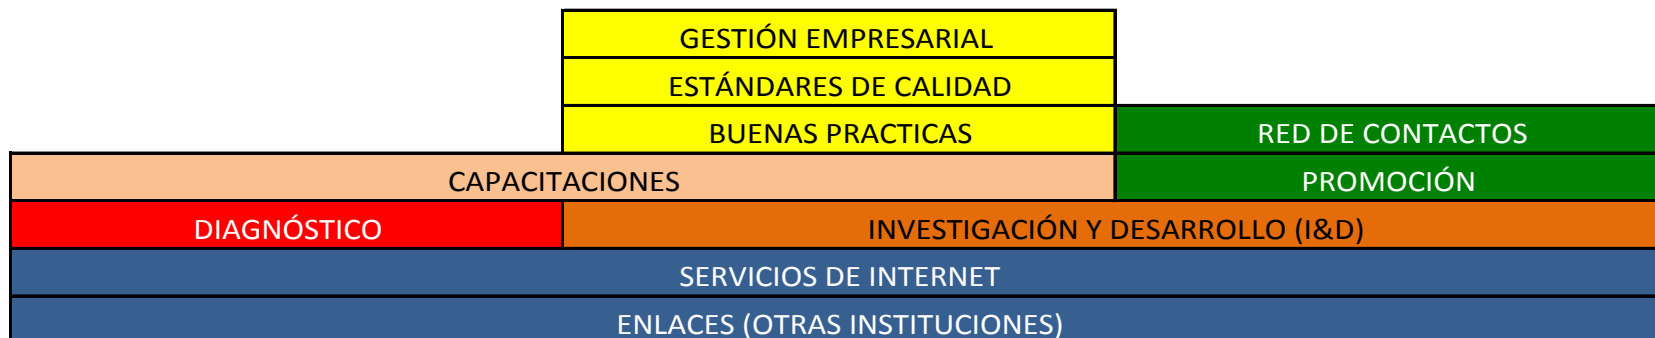 GESTIÓN EMPRESARIAL
ESTÁNDARES DE CALIDAD
BUENAS PRACTICAS
RED DE CONTACTOS
CAPACITACIONES
PROMOCIÓN
DIAGNÓSTICO
INVESTIGACIÓN Y DESARROLLO (I&D)
SERVICIOS DE INTERNET
ENLACES (OTRAS INSTITUCIONES)